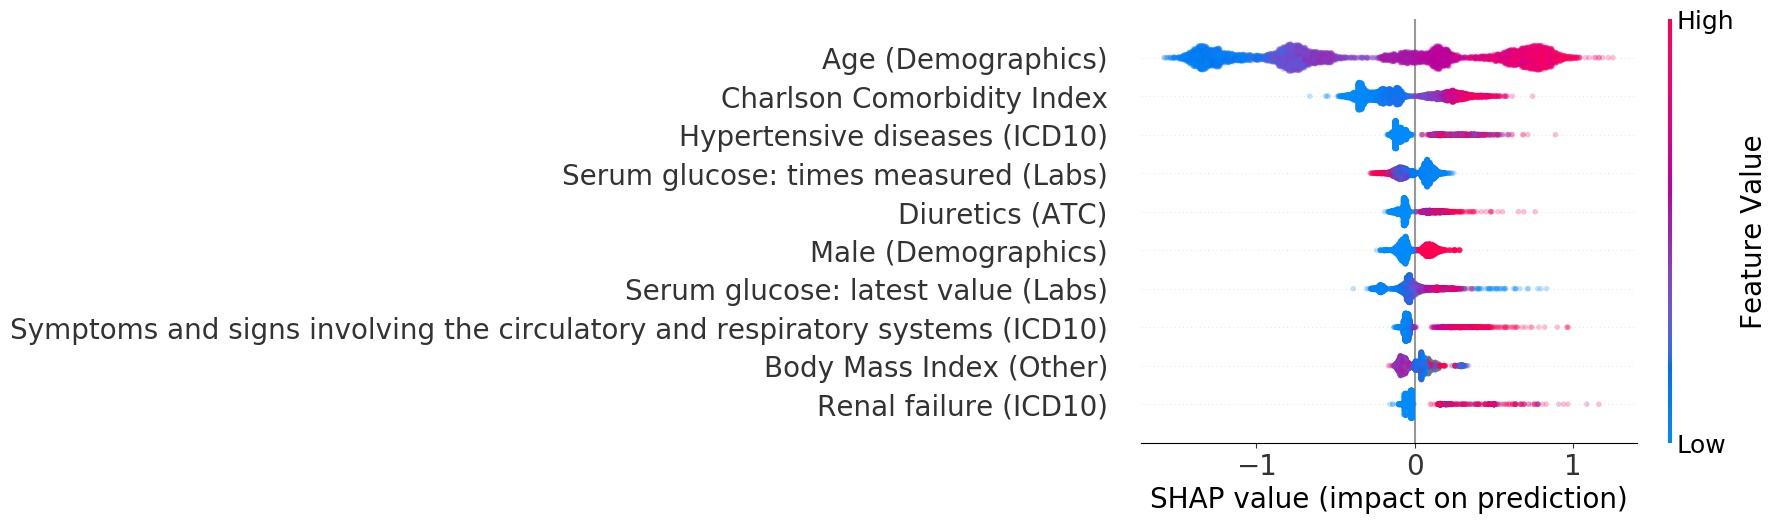 Age (Demographics)
Charlson Comorbidity Index
Hypertensive diseases (ICD10)
Serum glucose: times measured (Labs)
Diuretics (ATC)
Male (Demographics)
Serum glucose: latest value (Labs)
Symptoms and signs involving the circulatory and respiratory systems (ICD10)
Body Mass Index (Other)
Renal failure (ICD10)
−1 0 1
SHAP value (impact on prediction)
High
Feature Value
Low